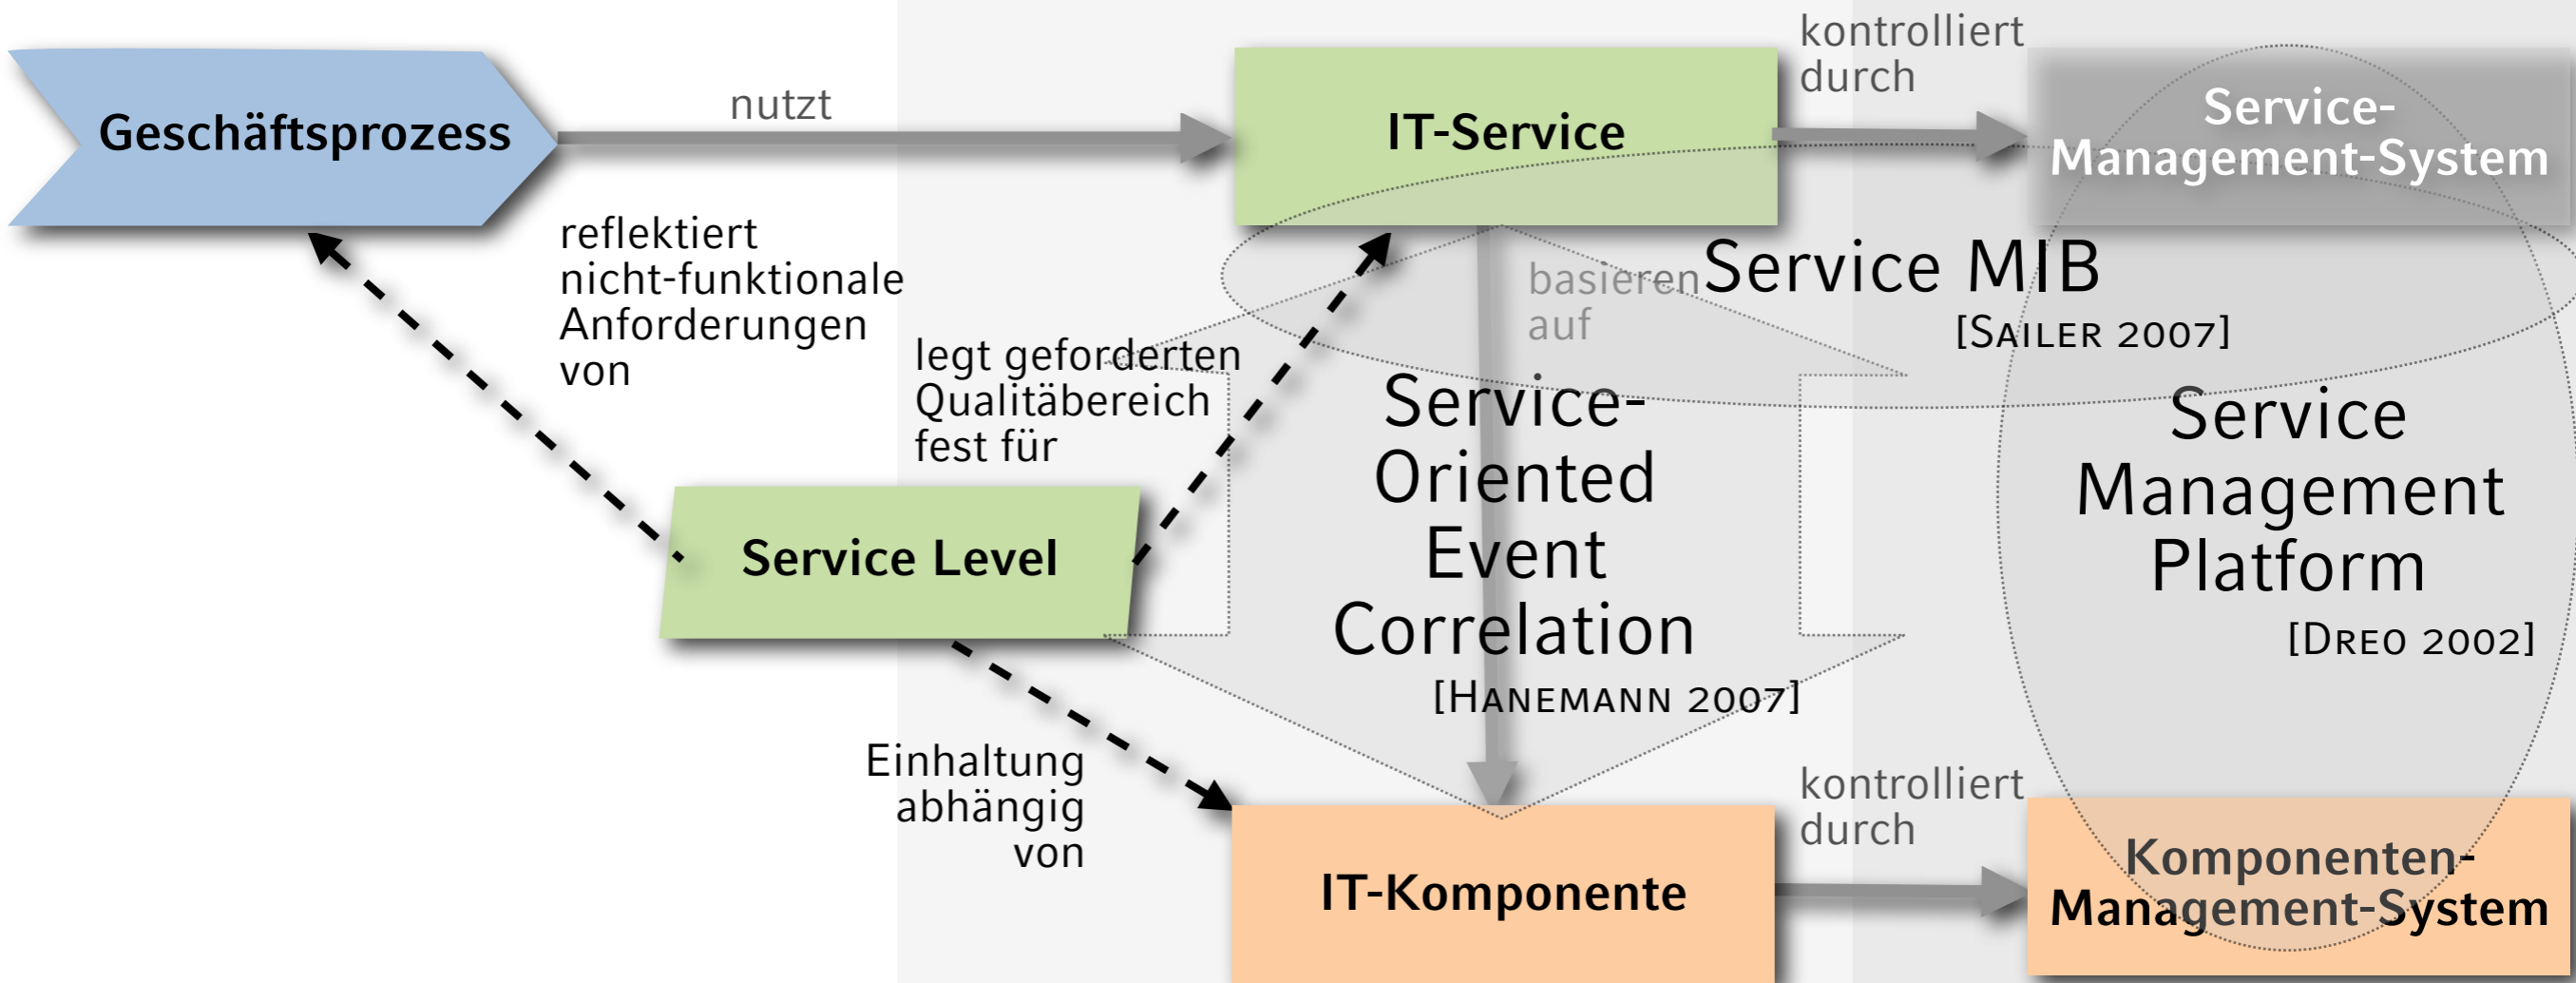 Geschäftsprozess
nutzt
IT-Service
kontrolliert
durch
Service-
Management-System
reflektiert
nicht-funktionale
Anforderungen
von
legt geforderten
Qualitäbereich
fest für
basieren
auf
Service MIB
[SAILER 2007]
Service-
Oriented
Event
Correlation
[HANEMANN 2007]
Service
Management
Platform
[DREO 2002]
Service Level
Einhaltung
abhängig
von
IT-Komponente
kontrolliert
durch
Komponenten-
Management-System